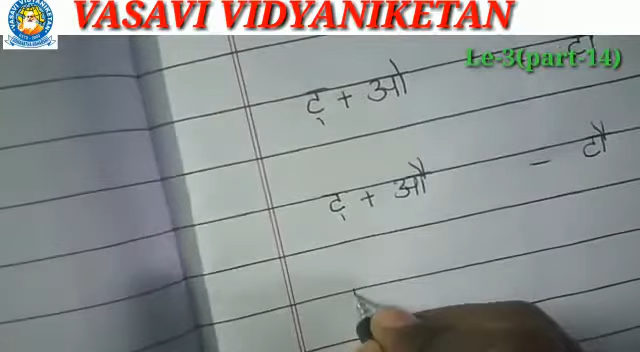 VASAVI VIDYANIKETAN
Le-3(part-14)
ट् + ओ
ट् + औ - टौ